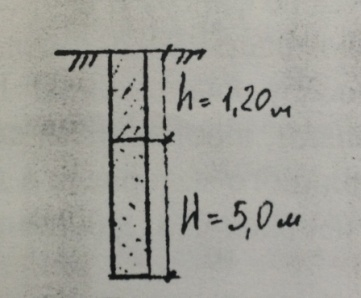 h = 1,20 м
H = 5,0 м